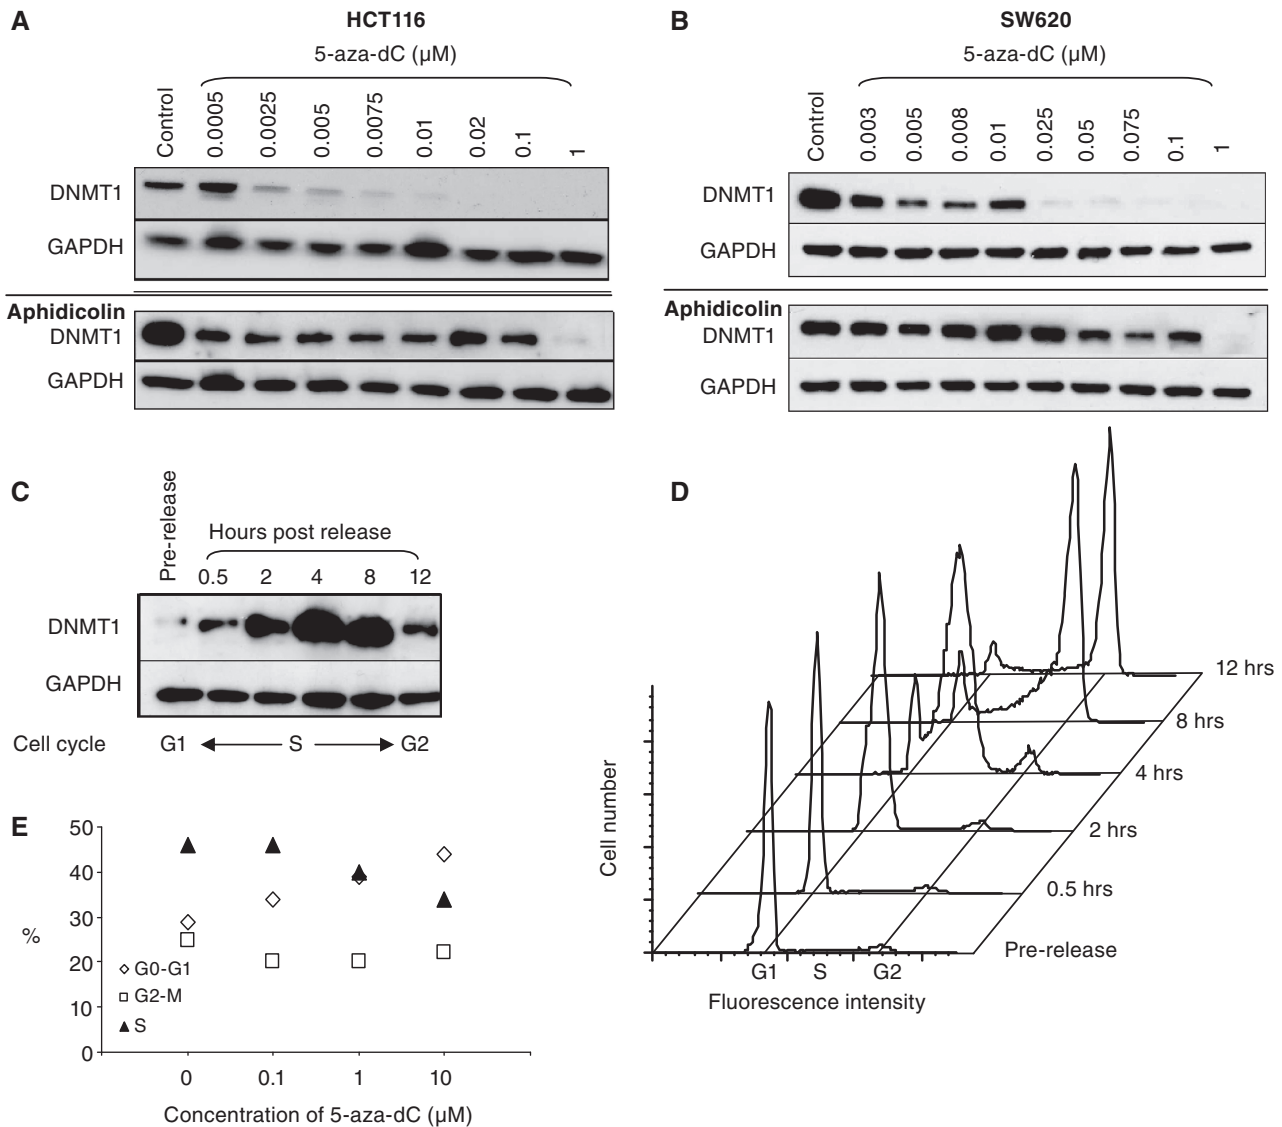 A
HCT116
5-aza-dC (µM)
Control
0.0005
0.0025
0.005
0.0075
0.01
0.02
0.1
1
DNMT1
GAPDH
Aphidicolin
DNMT1
GAPDH
B
SW620
5-aza-dC (µM)
Control
0.003
0.005
0.008
0.01
0.025
0.05
0.075
0.1
1
DNMT1
GAPDH
Aphidicolin
DNMT1
GAPDH
C
Pre-release
Hours post release
0.5 2 4 8 12
DNMT1
GAPDH
Cell cycle G1 S G2
D
Cell number
12 hrs
8 hrs
4 hrs
2 hrs
0.5 hrs
Pre-release
G1 S G2
Fluorescence intensity
E
50
40
30
20
10
0
%
G0-G1
G2-M
S
0 0.1 1 10
Concentration of 5-aza-dC (µM)